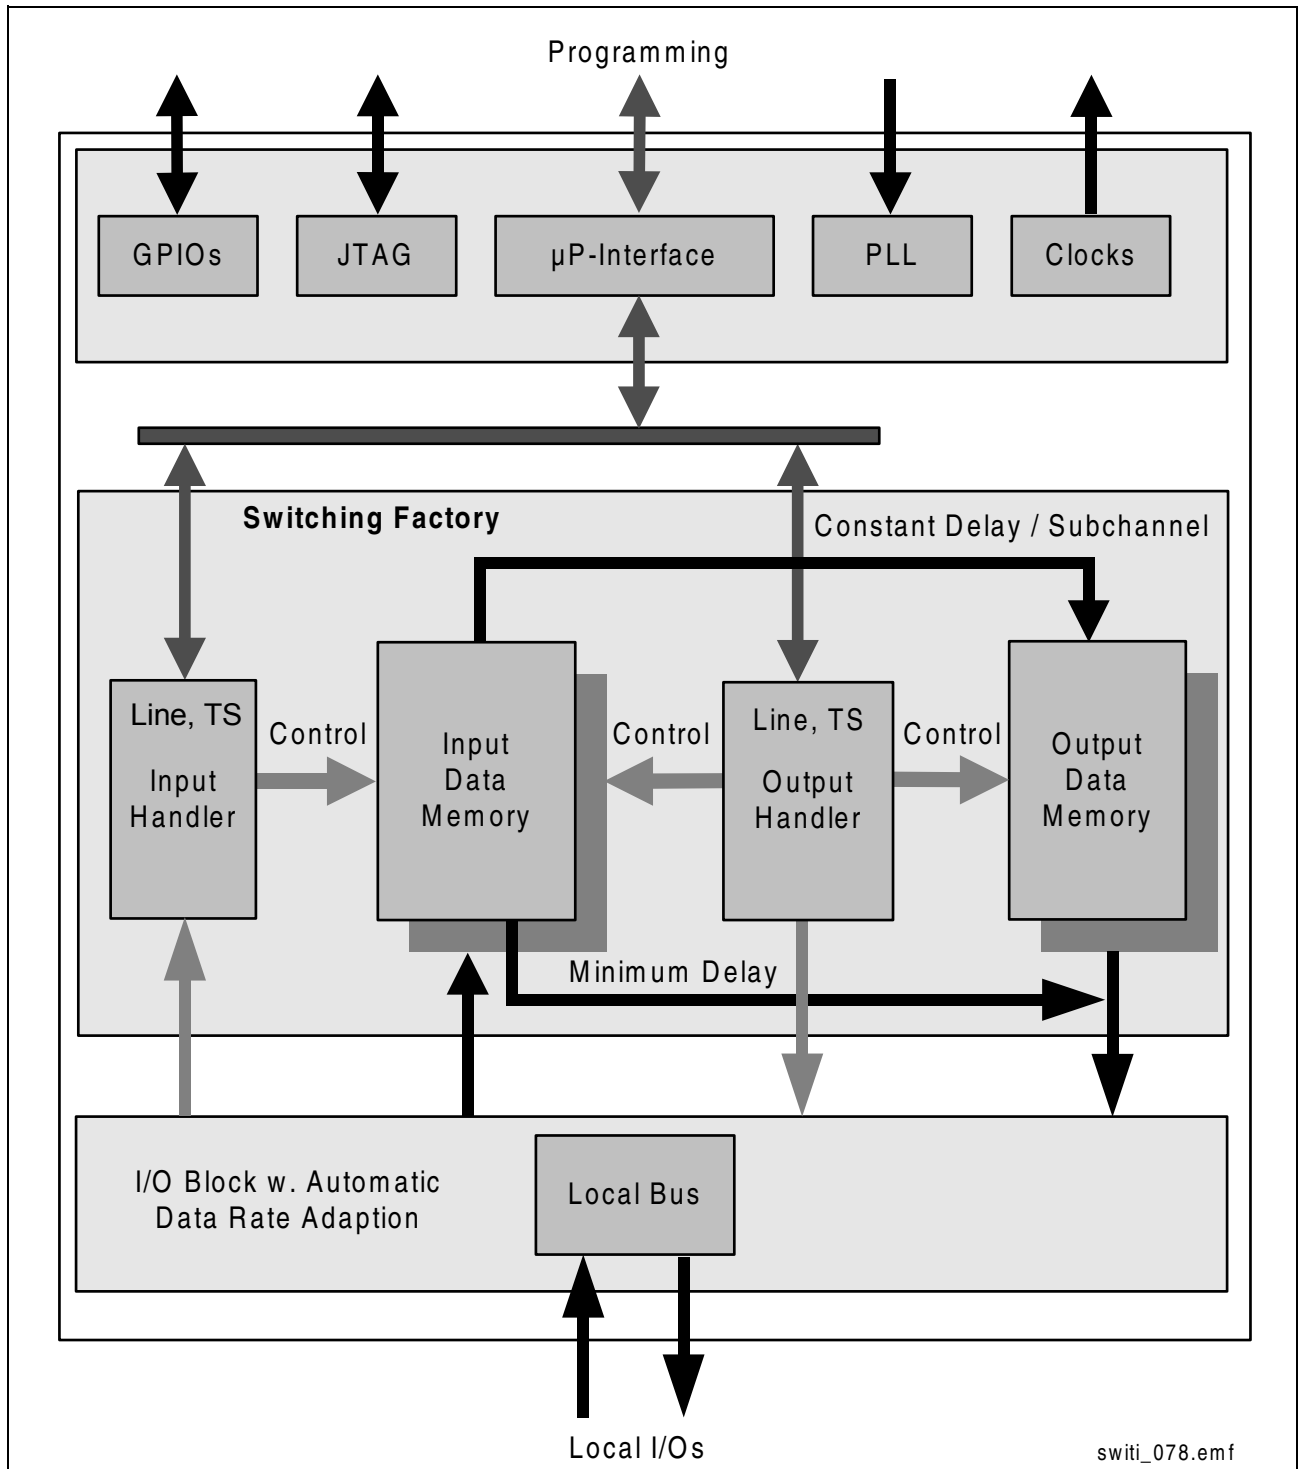 Programming
GPIOs
JTAG
µP-Interface
PLL
Clocks
Switching Factory
Constant Delay / Subchannel
Line, TS
Input
Handler
Control
Input
Data
Memory
Control
Line, TS
Output
Handler
Control
Output
Data
Memory
Minimum Delay
I/O Block w. Automatic
Data Rate Adaption
Local Bus
Local I/Os
switi_078.emf